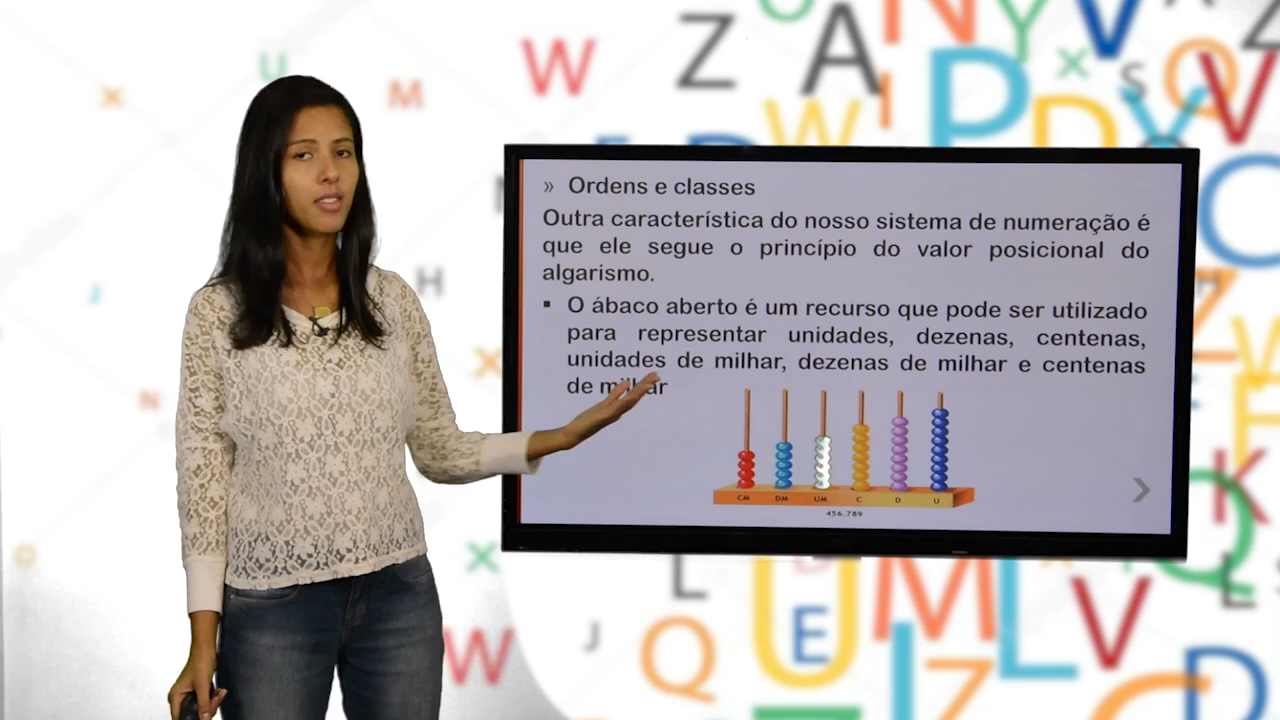 » Ordens e classes
Outra característica do nosso sistema de numeração é
que ele segue o princípio do valor posicional do
algarismo.
▪ O ábaco aberto é um recurso que pode ser utilizado
para representar unidades, dezenas, centenas,
unidades de milhar, dezenas de milhar e centenas
de milhar
CM DM UM C D U
456.789